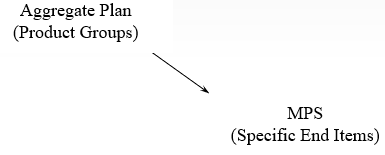 Aggregate Plan
(Product Groups)
MPS
(Specific End Items)